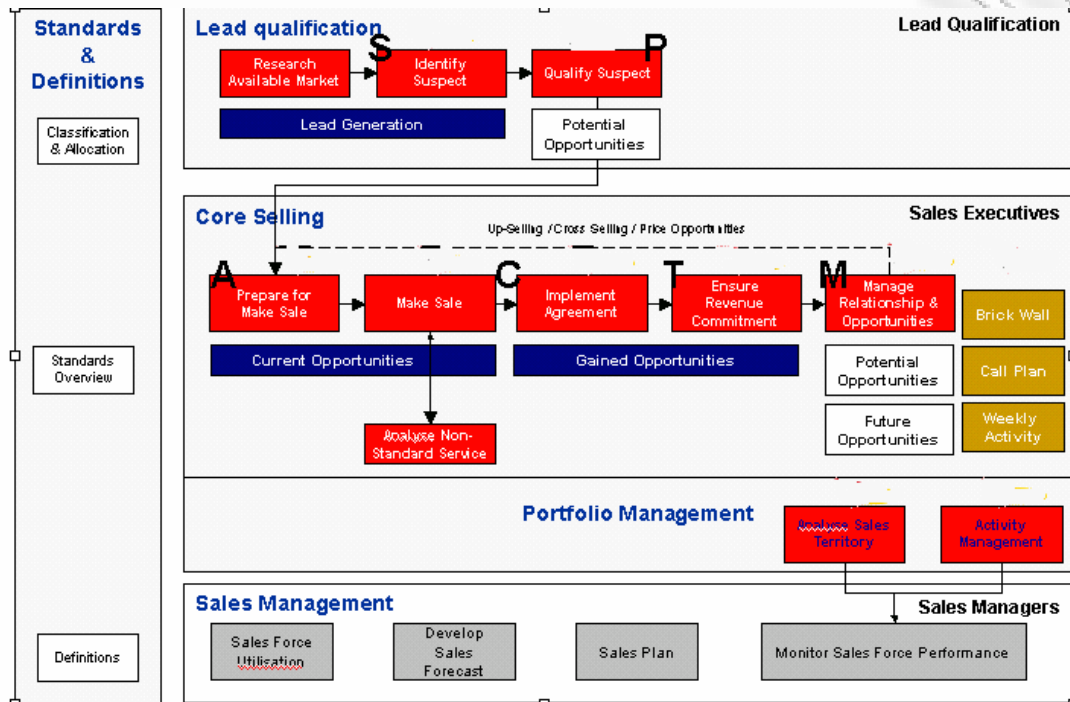 Standards
&
Definitions
Classification
& Allocation
Standards
Overview
Definitions
Lead qualification
Lead Qualification
S
P
Research
Available Market
Identify
Suspect
Qualify Suspect
Lead Generation
Potential
Opportunities
Core Selling
Sales Executives
Up-Selling / Cross Selling / Price Opportunities
A
C
T
M
Prepare for
Make Sale
Make Sale
Implement
Agreement
Ensure
Revenue
Commitment
Manage
Relationship &
Opportunities
Brick Wall
Current Opportunities
Gained Opportunities
Potential
Opportunities
Call Plan
Future
Opportunities
Weekly
Activity
Analyse Non-
Standard Service
Portfolio Management
Analyse Sales
Territory
Activity
Management
Sales Management
Sales Managers
Sales Force
Utilisation
Develop
Sales
Forecast
Sales Plan
Monitor Sales Force Performance